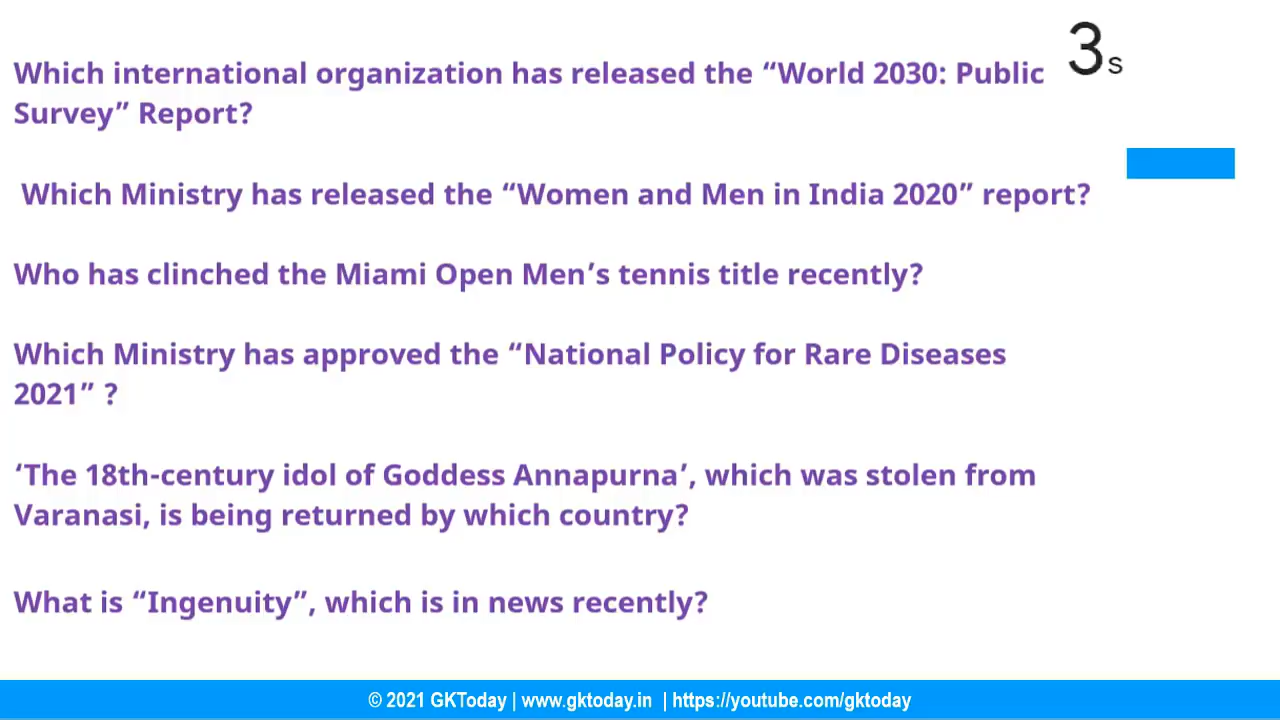 3s
Which international organization has released the “World 2030: Public
Survey” Report?
Which Ministry has released the “Women and Men in India 2020” report?
Who has clinched the Miami Open Men’s tennis title recently?
Which Ministry has approved the “National Policy for Rare Diseases
2021” ?
‘The 18th-century idol of Goddess Annapurna’, which was stolen from
Varanasi, is being returned by which country?
What is “Ingenuity”, which is in news recently?
© 2021 GKToday | www.gktoday.in | https://youtube.com/gktoday